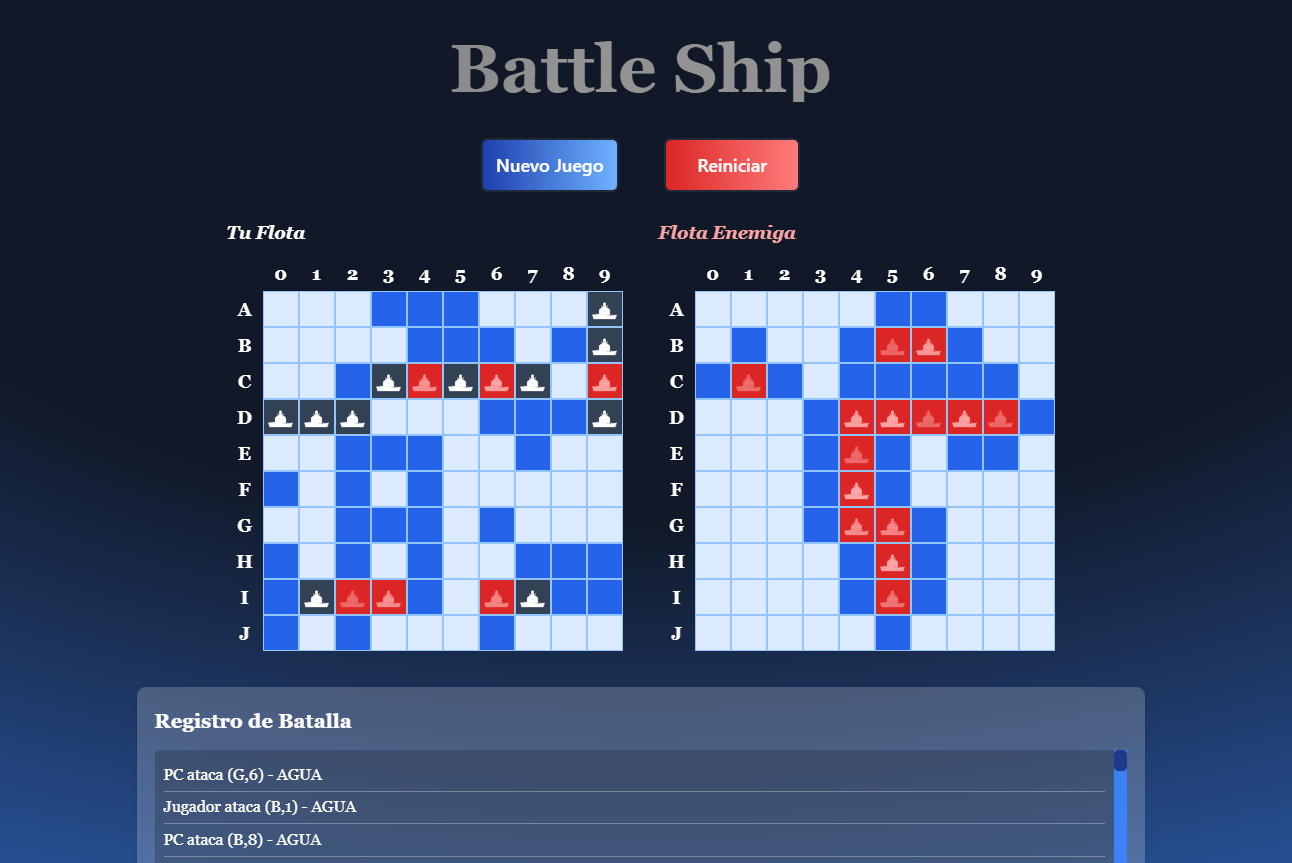 Battle Ship
Nuevo Juego
Reiniciar
Tu Flota
0 1 2 3 4 5 6 7 8 9
A
B
C
D
E
F
G
H
I
J
Flota Enemiga
0 1 2 3 4 5 6 7 8 9
A
B
C
D
E
F
G
H
I
J
Registro de Batalla
PC ataca (G,6) - AGUA
Jugador ataca (B,1) - AGUA
PC ataca (B,8) - AGUA